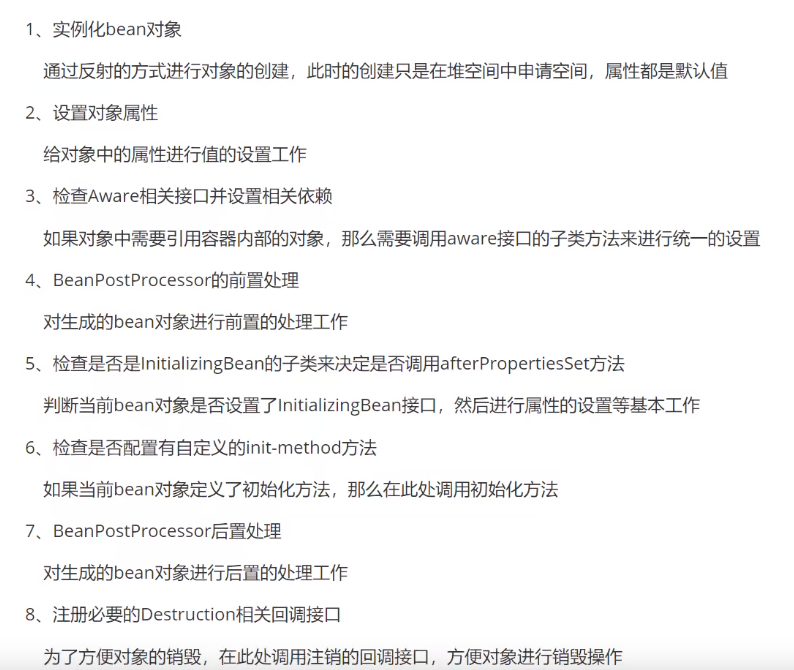 1、实例化bean对象
通过反射的方式进行对象的创建，此时的创建只是在堆空间中申请空间，属性都是默认值
2、设置对象属性
给对象中的属性进行值的设置工作
3、检查Aware相关接口并设置相关依赖
如果对象中需要引用容器内部的对象，那么需要调用aware接口的子类方法来进行统一的设置
4、BeanPostProcessor的前置处理
对生成的bean对象进行前置的处理工作
5、检查是否是InitializingBean的子类来决定是否调用afterPropertiesSet方法
判断当前bean对象是否设置了InitializingBean接口，然后进行属性的设置等基本工作
6、检查是否配置有自定义的init-method方法
如果当前bean对象定义了初始化方法，那么在此处调用初始化方法
7、BeanPostProcessor后置处理
对生成的bean对象进行后置的处理工作
8、注册必要的Destruction相关回调接口
为了方便对象的销毁，在此处调用注销的回调接口，方便对象进行销毁操作